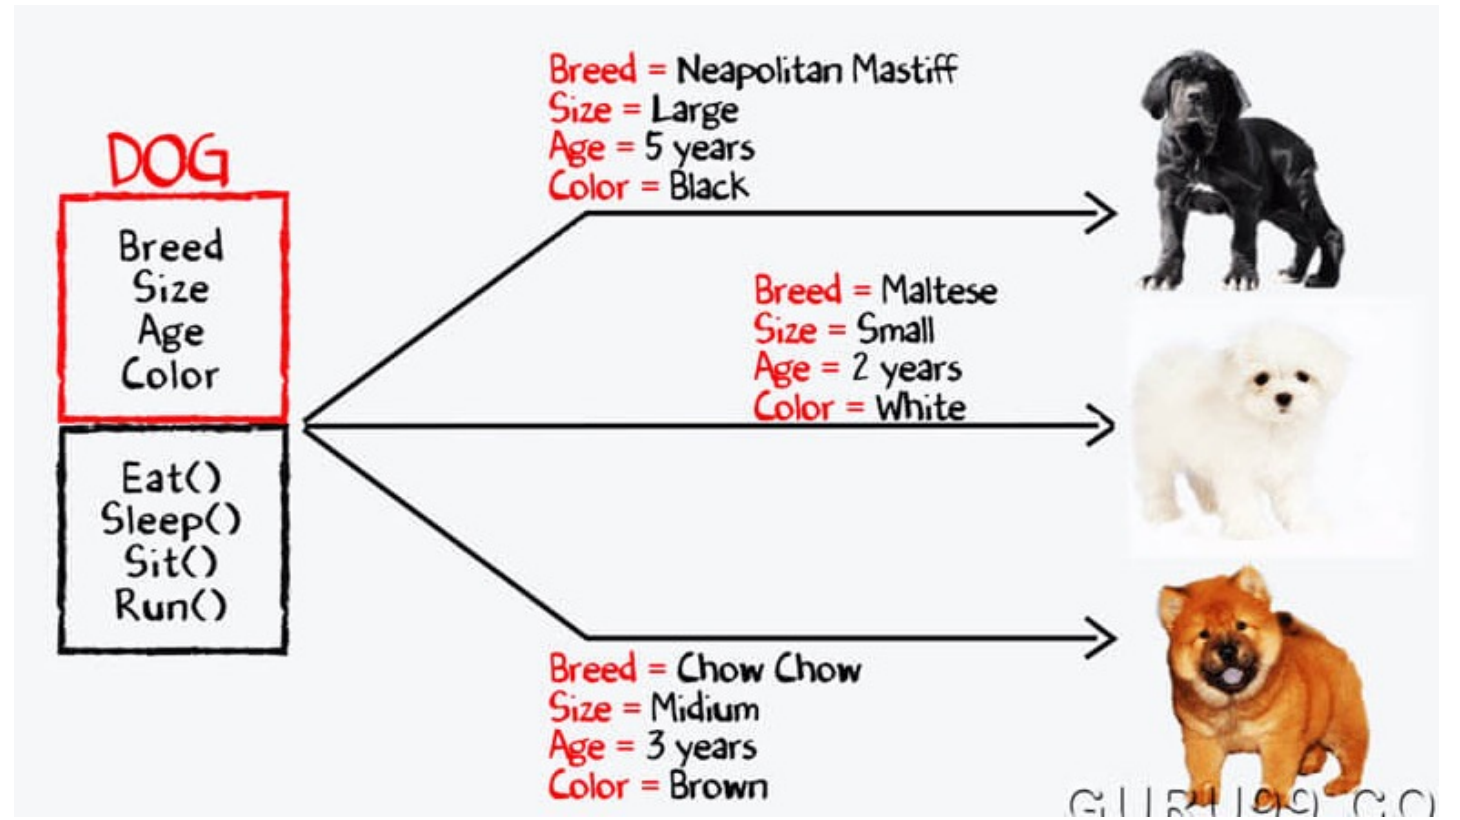 DOG
Breed
Size
Age
Color
Eat()
Sleep()
Sit()
Run()
Breed = Neapolitan Mastiff
Size = Large
Age = 5 years
Color = Black
Breed = Maltese
Size = Small
Age = 2 years
Color = White
Breed = Chow Chow
Size = Midium
Age = 3 years
Color = Brown
GURU99.CO